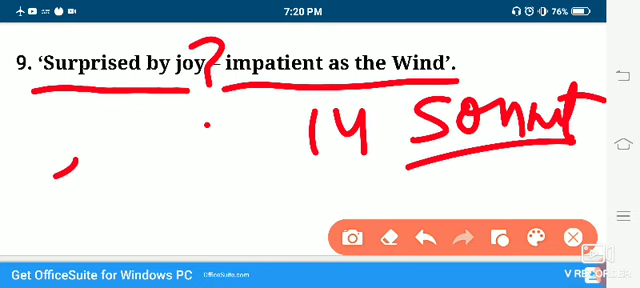 7:20 PM
76%
9. ‘Surprised by joy – impatient as the Wind’.
?
14 Sonnet
Get OfficeSuite for Windows PC OfficeSuite.com
V RECORDER